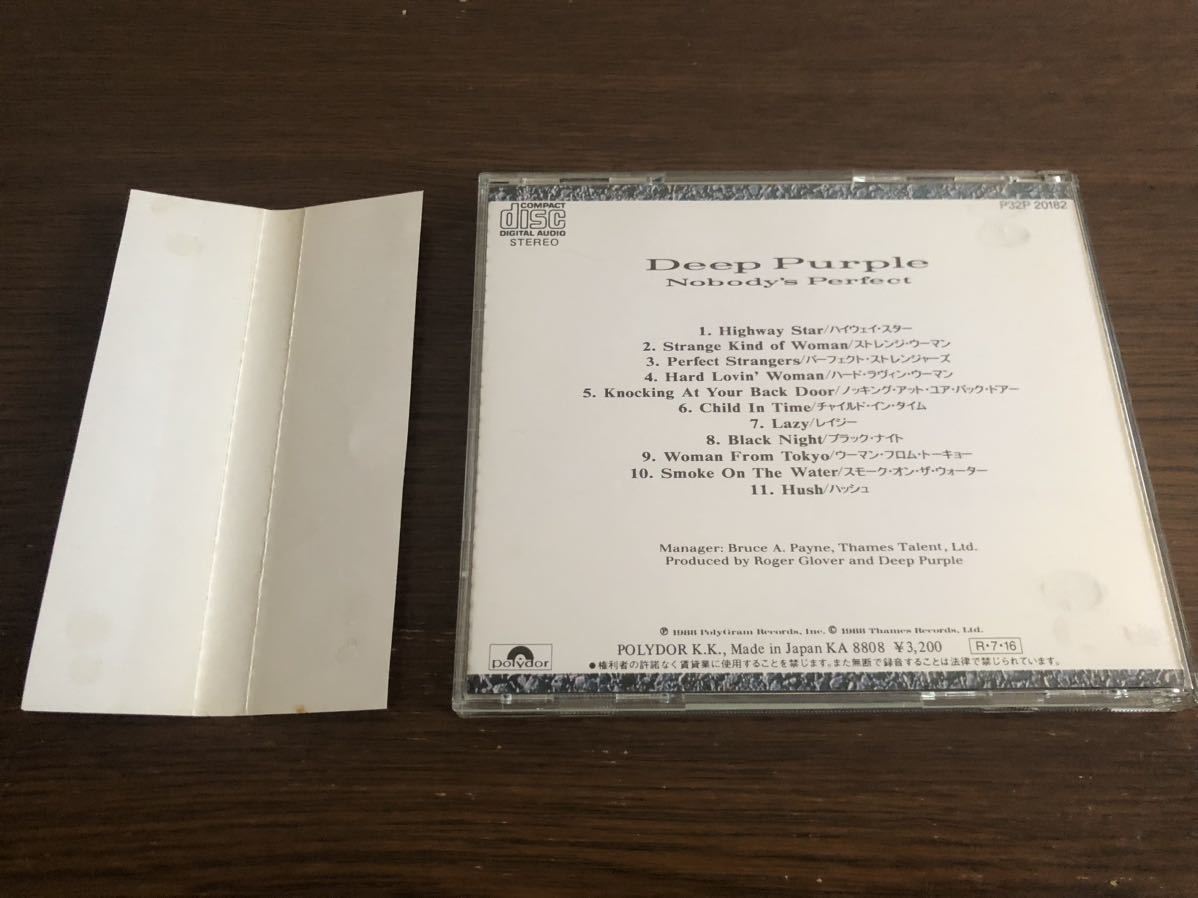 COMPACT
disc
DIGITAL AUDIO
STEREO
P32P 20182
Deep Purple
Nobody's Perfect
1. Highway Star/ハイウェイ・スター
2. Strange Kind of Woman/ストレンジ・ウーマン
3. Perfect Strangers/パーフェクト・ストレンジャーズ
4. Hard Lovin' Woman/ハード・ラヴィン・ウーマン
5. Knocking At Your Back Door/ノッキング・アット・ユア・バック・ドアー
6. Child In Time/チャイルド・イン・タイム
7. Lazy/レイジー
8. Black Night/ブラック・ナイト
9. Woman From Tokyo/ウーマン・フロム・トーキョー
10. Smoke On The Water/スモーク・オン・ザ・ウォーター
11. Hush/ハッシュ
Manager: Bruce A. Payne, Thames Talent, Ltd.
Produced by Roger Glover and Deep Purple
℗ 1988 PolyGram Records, Inc. © 1988 Thames Records, Ltd.
polydor
POLYDOR K.K., Made in Japan KA 8808 ¥3,200 R・7・16
●権利者の許諾なく賃貸業に使用することを禁じます。また無断で録音することは法律で禁じられています。